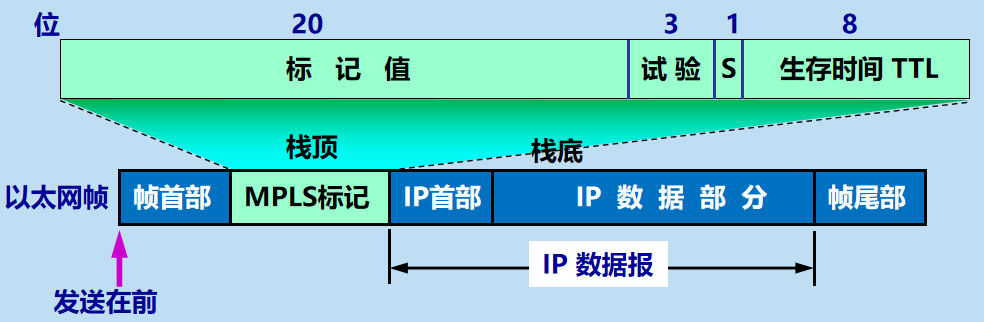 位 20 3 1 8
标 记 值 试 验 S 生存时间 TTL
栈顶 栈底
以太网帧 帧首部 MPLS标记 IP首部 IP 数 据 部 分 帧尾部
IP 数据报
发送在前